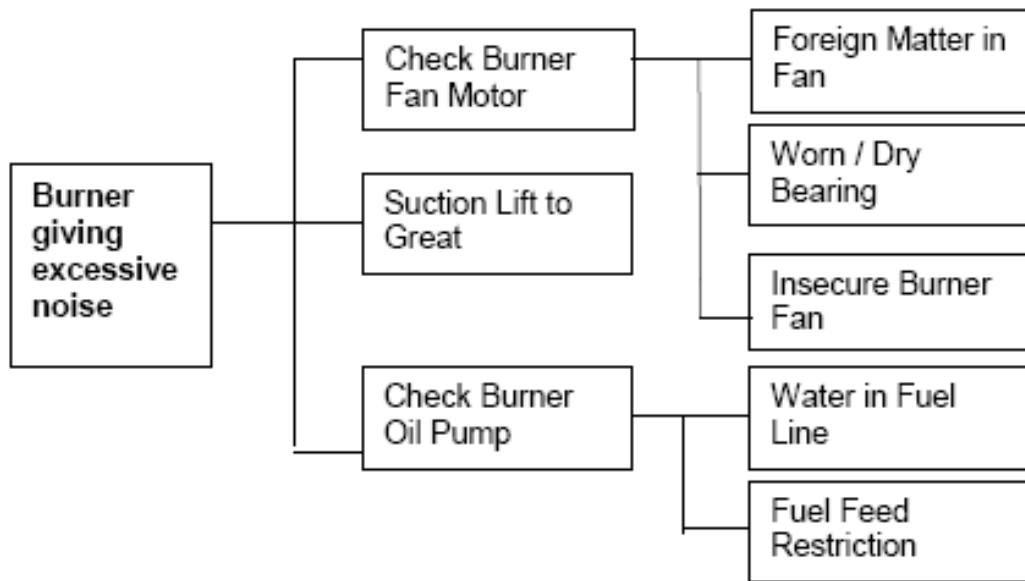 Burner
giving
excessive
noise
Check Burner
Fan Motor
Suction Lift to
Great
Check Burner
Oil Pump
Foreign Matter in
Fan
Worn / Dry
Bearing
Insecure Burner
Fan
Water in Fuel
Line
Fuel Feed
Restriction